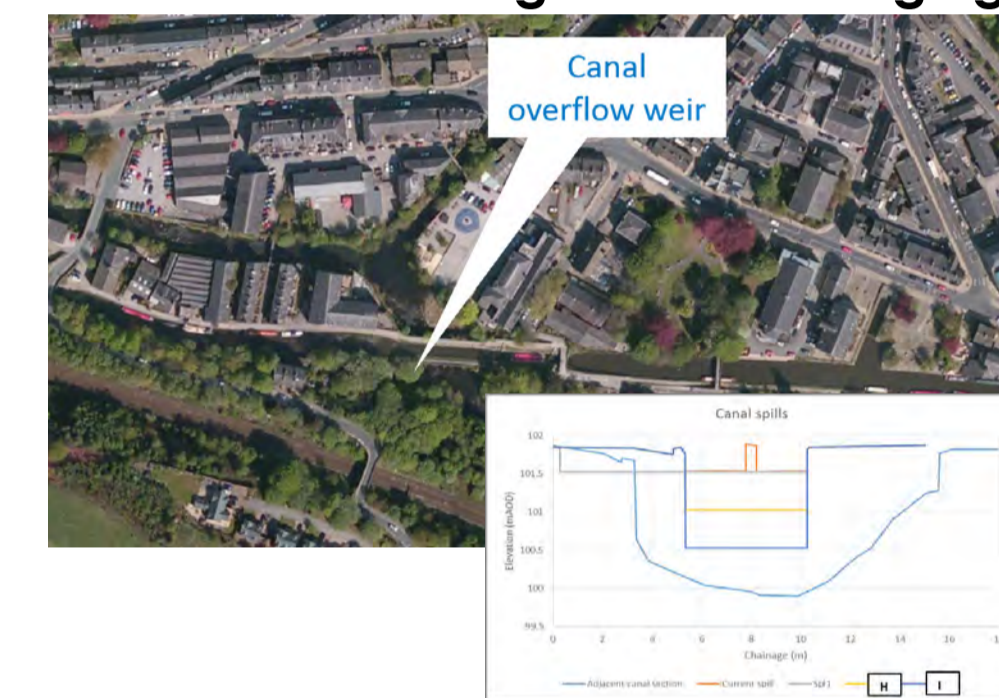 Canal
overflow weir
Canal spills
102
101.5
101
100.5
100
99.5
Elevation (mAOD)
0 2 4 6 8 10 12 14 16
Chainage (m)
Adjacent canal section Current spill Spill H I